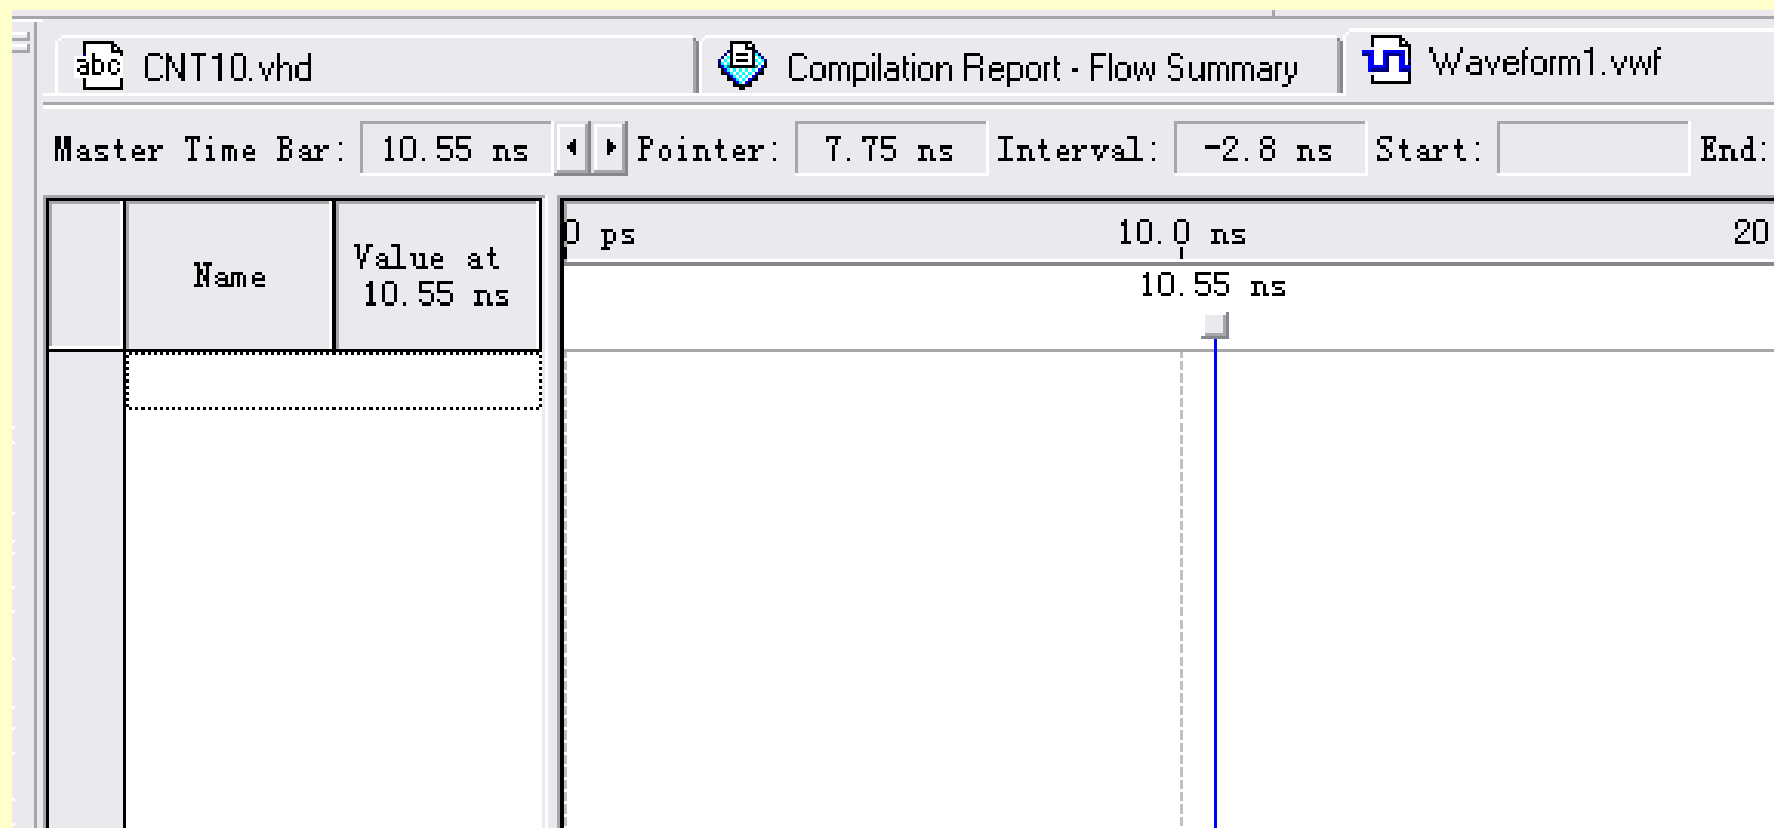 abc CNT10.vhd Compilation Report - Flow Summary Waveform1.vwf
Master Time Bar: 10.55 ns Pointer: 7.75 ns Interval: -2.8 ns Start: End:
0 ps 10.0 ns 20
Name Value at
10.55 ns
10.55 ns